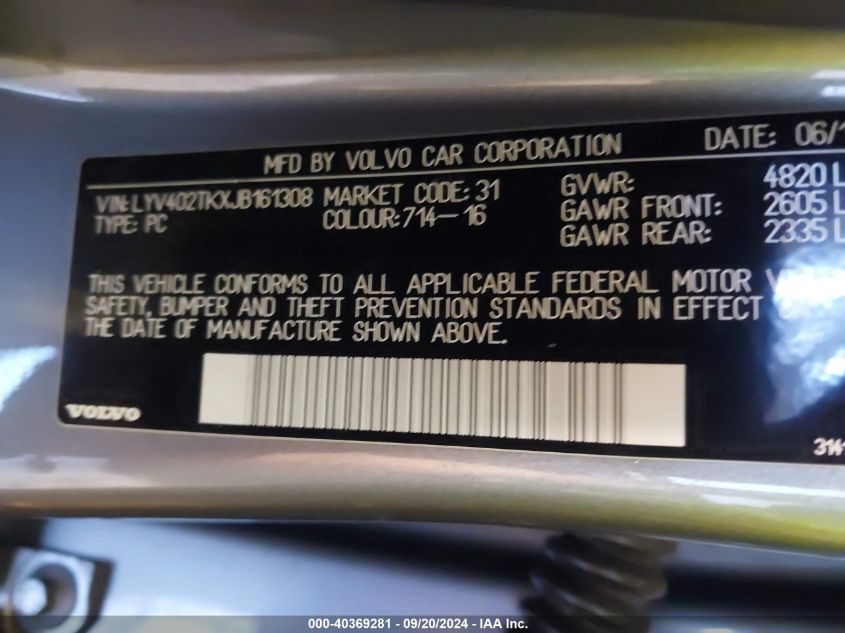 MFD BY VOLVO CAR CORPORATION DATE: 06/1
VIN: LYV402TKXJB161308 MARKET CODE: 31 GVWR: 4820 L
TYPE: PC COLOUR: 714-16 GAWR FRONT: 2605 L
GAWR REAR: 2335 L
THIS VEHICLE CONFORMS TO ALL APPLICABLE FEDERAL MOTOR V
SAFETY, BUMPER AND THEFT PREVENTION STANDARDS IN EFFECT
THE DATE OF MANUFACTURE SHOWN ABOVE.
VOLVO
314
000-40369281 - 09/20/2024 - IAA Inc.